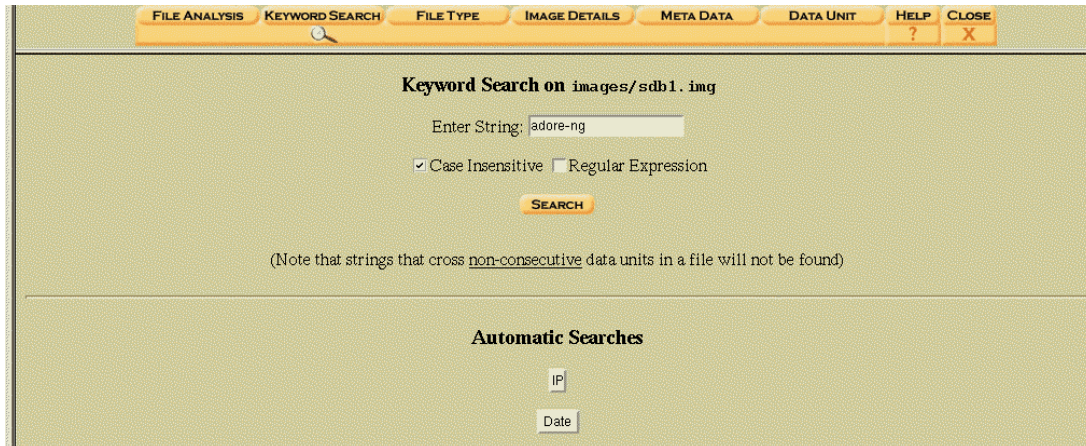 FILE ANALYSIS KEYWORD SEARCH FILE TYPE IMAGE DETAILS META DATA DATA UNIT HELP CLOSE
? X
Keyword Search on images/sdb1.img
Enter String: adore-ng
Case Insensitive Regular Expression
SEARCH
(Note that strings that cross non-consecutive data units in a file will not be found)
Automatic Searches
IP
Date